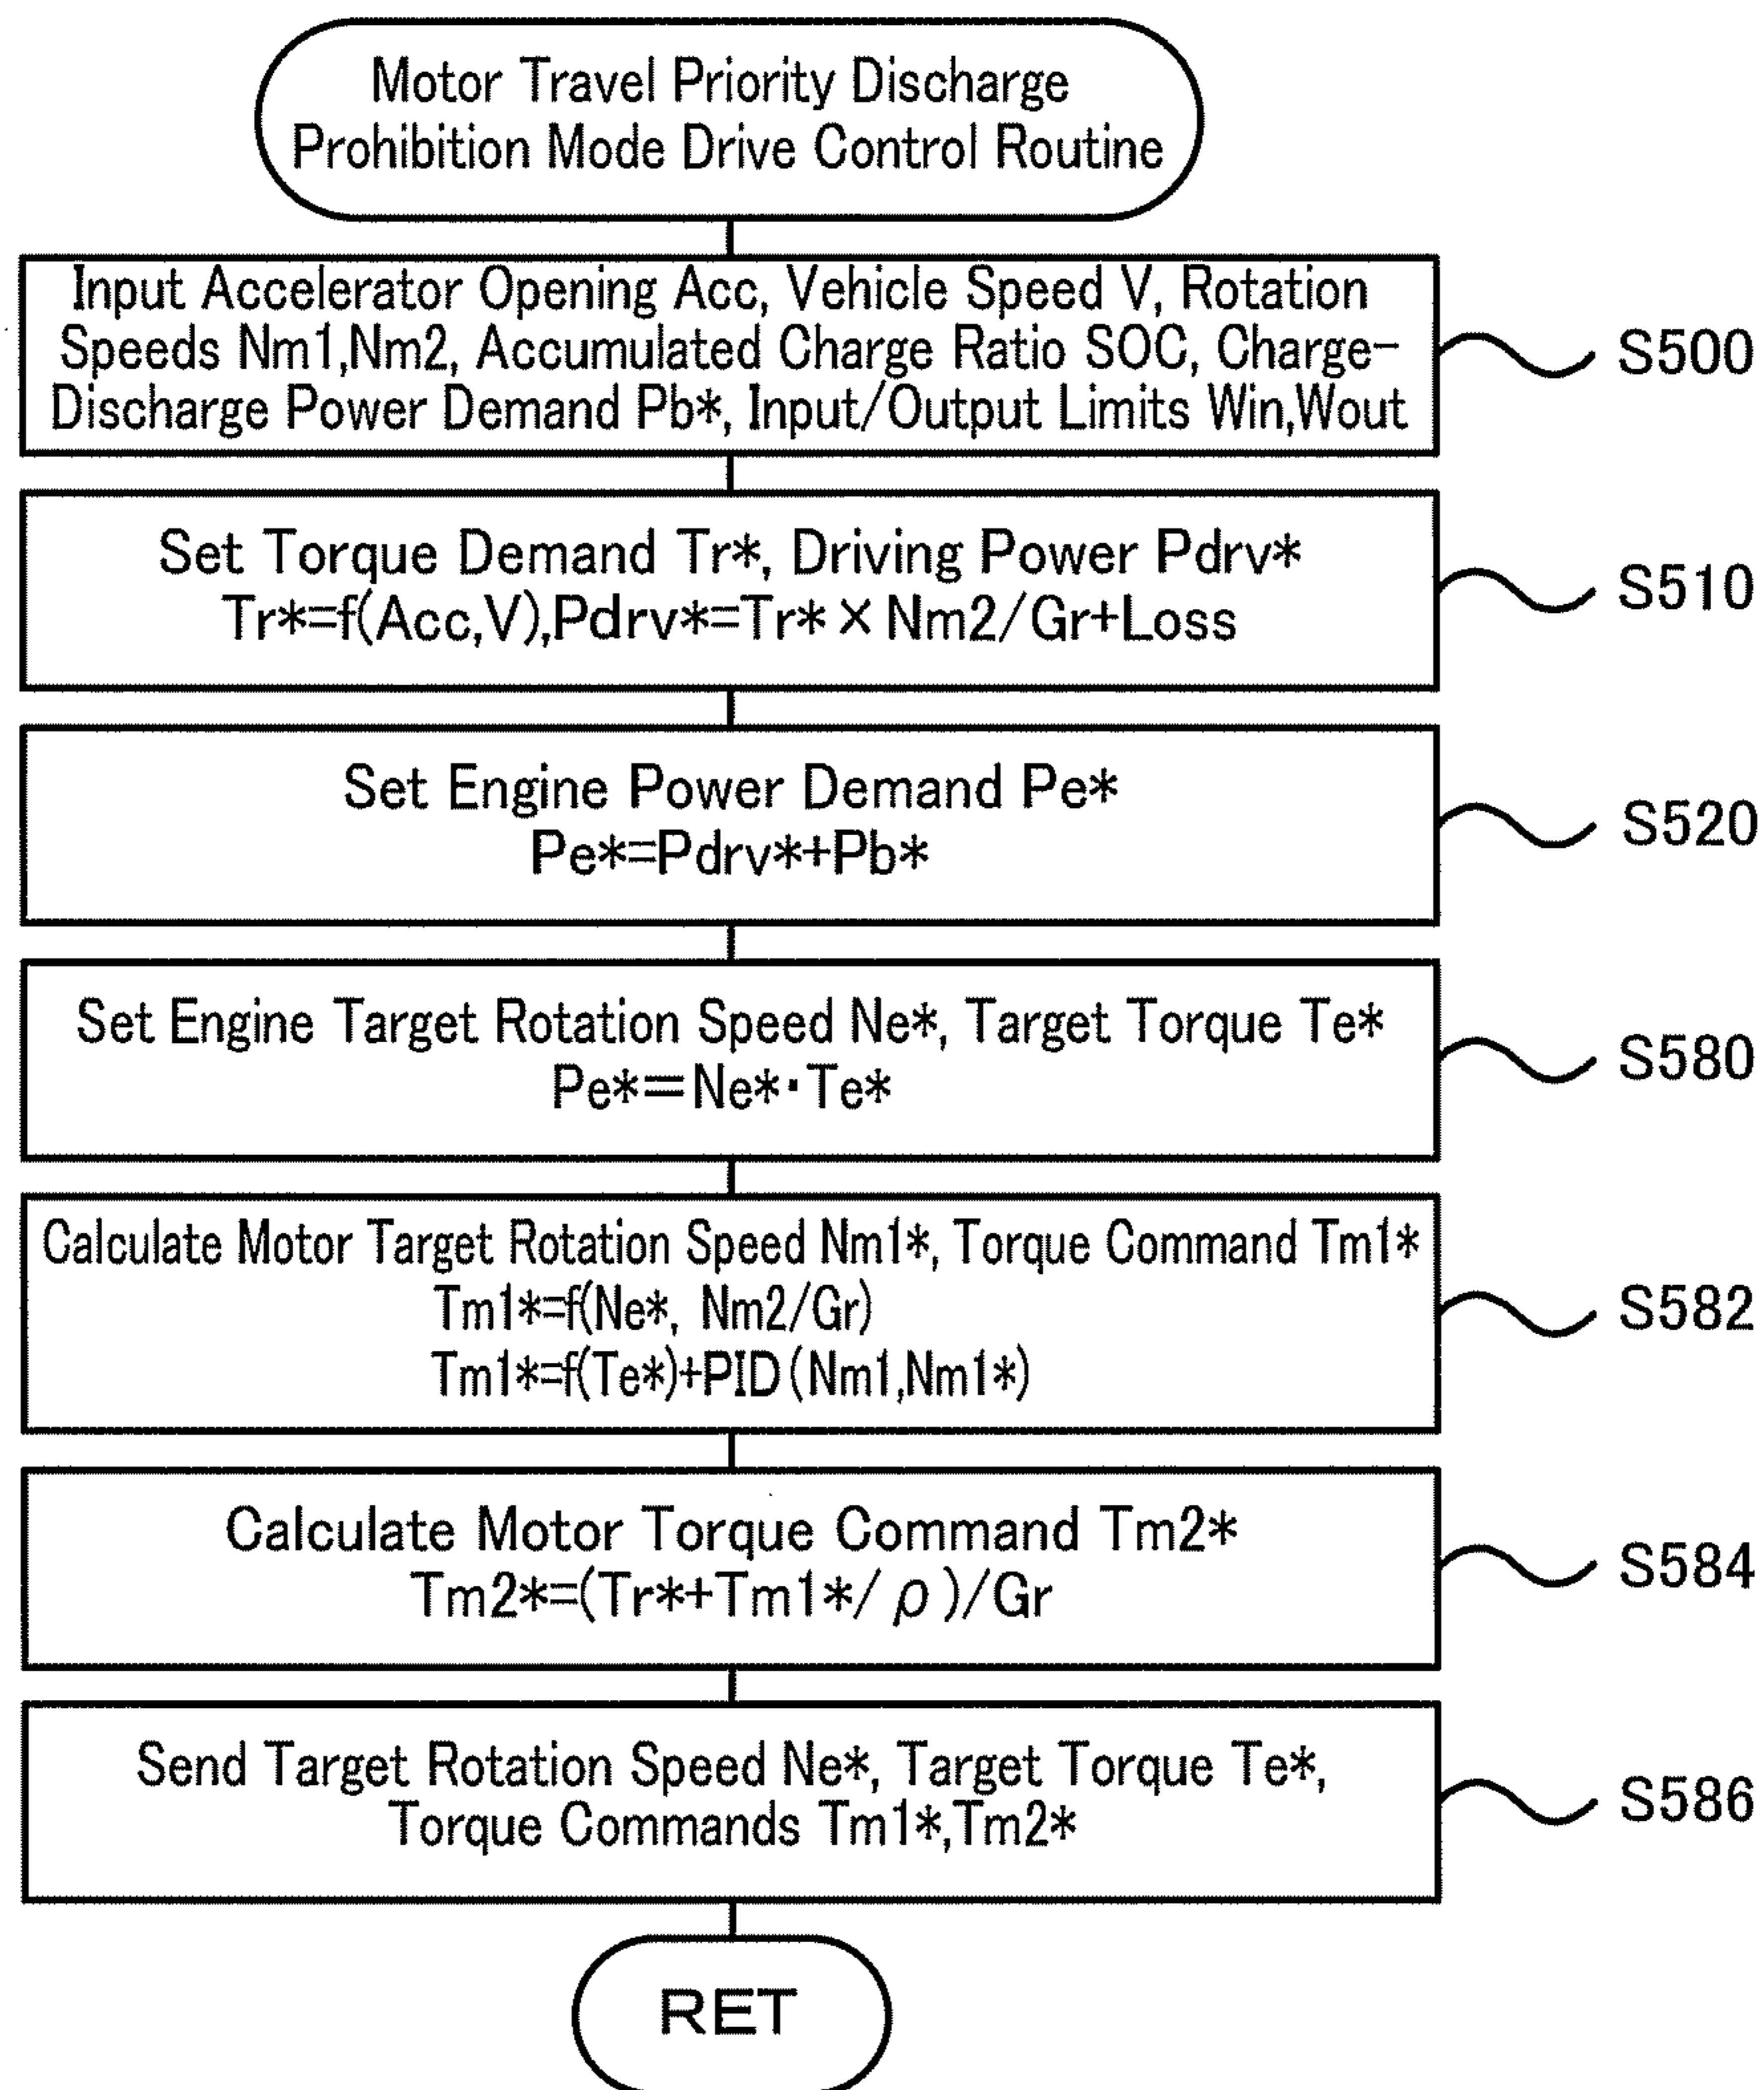 Motor Travel Priority Discharge
Prohibition Mode Drive Control Routine
Input Accelerator Opening Acc, Vehicle Speed V, Rotation
Speeds Nm1,Nm2, Accumulated Charge Ratio SOC, Charge-
Discharge Power Demand Pb*, Input/Output Limits Win,Wout
S500
Set Torque Demand Tr*, Driving Power Pdrv*
Tr*=f(Acc,V),Pdrv*=Tr*×Nm2/Gr+Loss
S510
Set Engine Power Demand Pe*
Pe*=Pdrv*+Pb*
S520
Set Engine Target Rotation Speed Ne*, Target Torque Te*
Pe*=Ne*·Te*
S580
Calculate Motor Target Rotation Speed Nm1*, Torque Command Tm1*
Tm1*=f(Ne*, Nm2/Gr)
Tm1*=f(Te*)+PID(Nm1,Nm1*)
S582
Calculate Motor Torque Command Tm2*
Tm2*=(Tr*+Tm1*/ρ)/Gr
S584
Send Target Rotation Speed Ne*, Target Torque Te*,
Torque Commands Tm1*,Tm2*
S586
RET